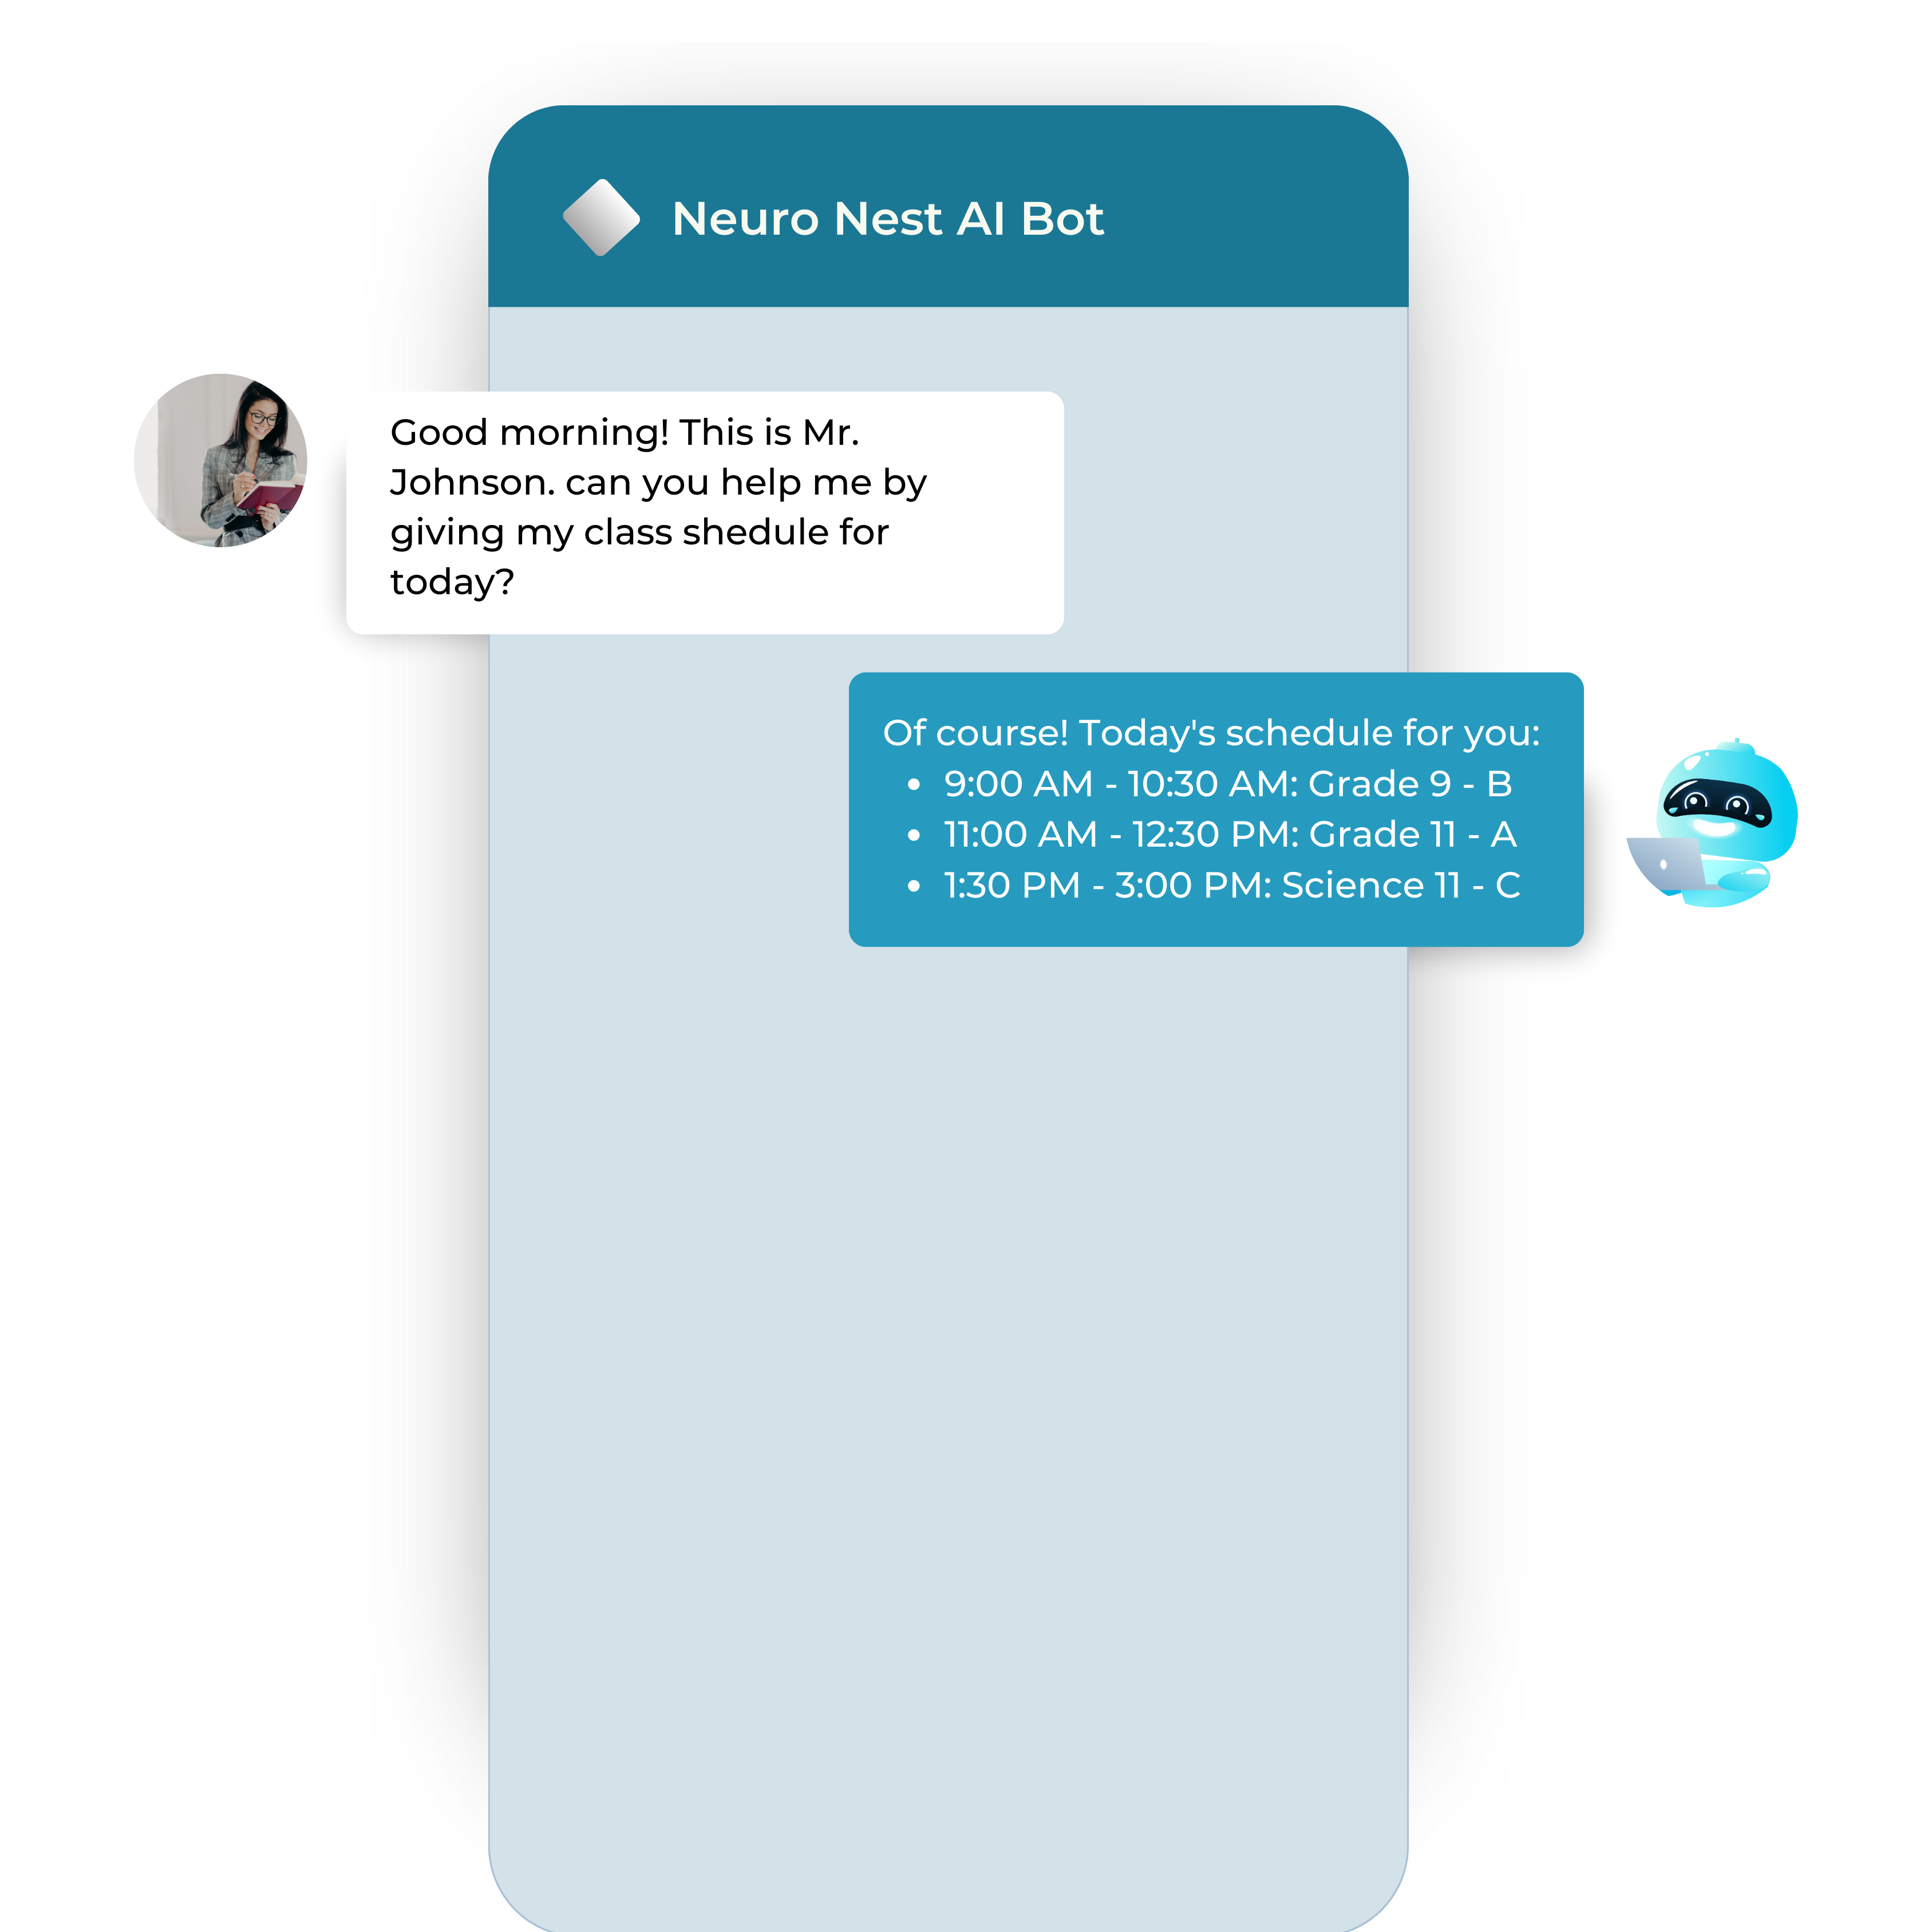 Neuro Nest AI Bot
Good morning! This is Mr.
Johnson. can you help me by
giving my class shedule for
today?
Of course! Today's schedule for you:
• 9:00 AM - 10:30 AM: Grade 9 - B
• 11:00 AM - 12:30 PM: Grade 11 - A
• 1:30 PM - 3:00 PM: Science 11 - C